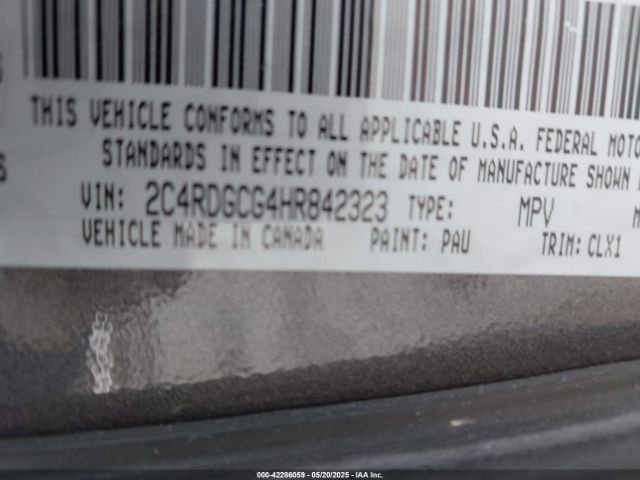 THIS VEHICLE CONFORMS TO ALL APPLICABLE U.S.A. FEDERAL MOTO
STANDARDS IN EFFECT ON THE DATE OF MANUFACTURE SHOWN
VIN: 2C4RDGCG4HR842323 TYPE: MPV
VEHICLE MADE IN CANADA PAINT: PAU TRIM: CLX1
000-42286059 - 05/20/2025 - IAA Inc.